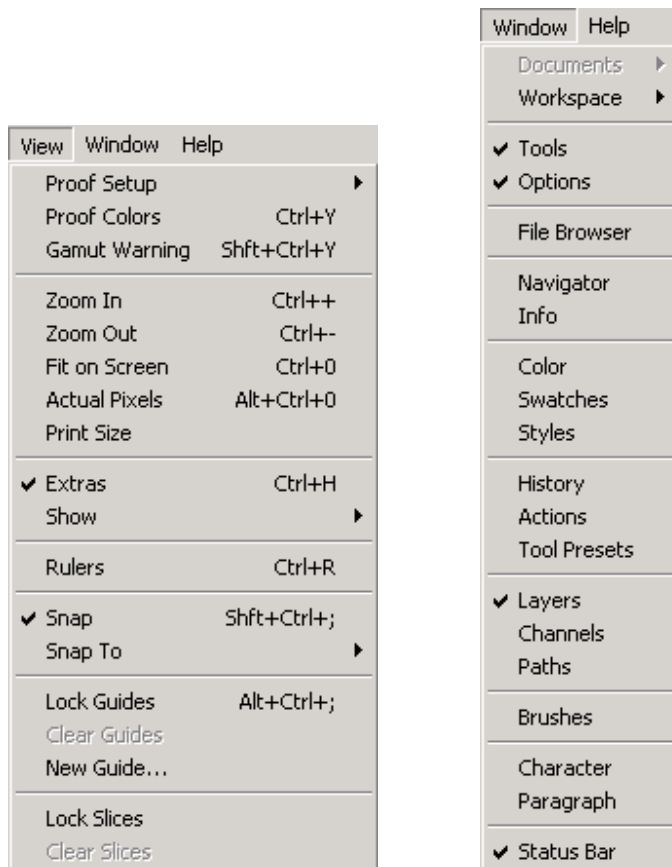 View Window Help
Proof Setup
Proof Colors Ctrl+Y
Gamut Warning Shft+Ctrl+Y
Zoom In Ctrl++
Zoom Out Ctrl+-
Fit on Screen Ctrl+0
Actual Pixels Alt+Ctrl+0
Print Size
Extras Ctrl+H
Show
Rulers Ctrl+R
Snap Shft+Ctrl+;
Snap To
Lock Guides Alt+Ctrl+;
Clear Guides
New Guide...
Lock Slices
Clear Slices
Window Help
Documents
Workspace
Tools
Options
File Browser
Navigator
Info
Color
Swatches
Styles
History
Actions
Tool Presets
Layers
Channels
Paths
Brushes
Character
Paragraph
Status Bar